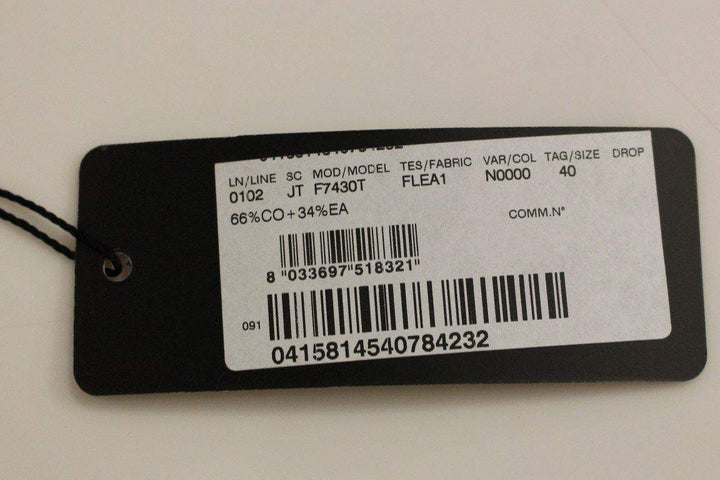 LN/LINE SC MOD/MODEL TES/FABRIC VAR/COL TAG/SIZE DROP
0102 JT F7430T FLEA1 N0000 40
66%CO+34%EA COMM.N°
8 "033697"518321"
091
0415814540784232